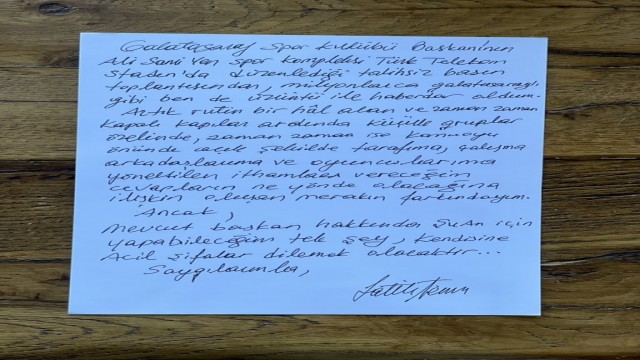 Galatasaray Spor Kulübü Başkanı'nın
Ali Sami Yen Spor Kompleksi Türk Telekom
Stadı'nda düzenlediği talihsiz basın
toplantısından, milyonlarca galatasaraylı
gibi ben de üzüntü ile haberdar oldum.
Artık rutin bir hâl alan ve zaman zaman
kapalı kapılar ardında küçük gruplar
özelinde, zaman zaman ise kamuoyu
önünde açık şekilde tarafıma, çalışma
arkadaşlarıma ve oyuncularıma
yöneltilen ithamlara vereceğim
cevapların ne yönde olacağına
ilişkin oluşan merakın farkındayım.
Ancak,
mevcut başkan hakkında şu an için
yapabileceğim tek şey, kendisine
Acil şifalar dilemek olacaktır...
Saygılarımla,